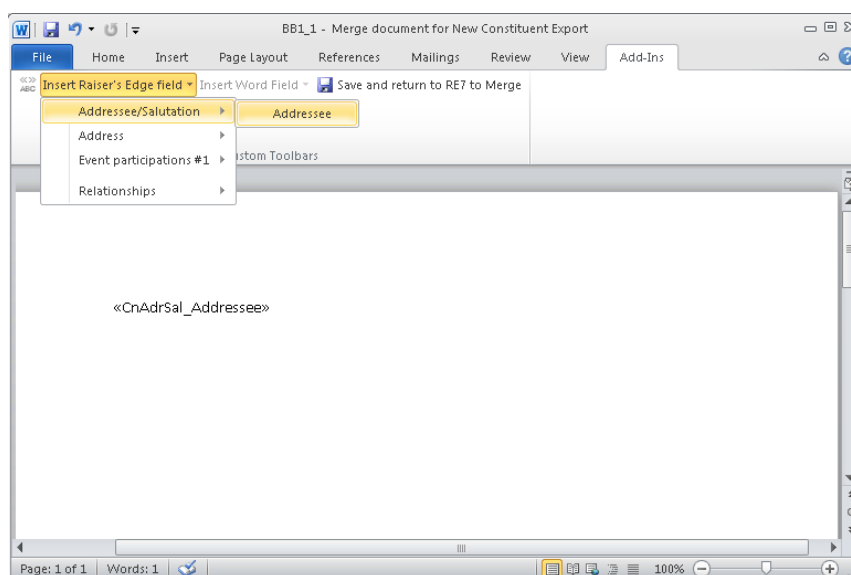 W BB1_1 - Merge document for New Constituent Export
File Home Insert Page Layout References Mailings Review View Add-Ins ?
«» ABC Insert Raiser's Edge field Insert Word Field Save and return to RE7 to Merge
Addressee/Salutation Addressee
Address
Event participations #1 ustom Toolbars
Relationships
«CnAdrSal_Addressee»
Page: 1 of 1 Words: 1 100%